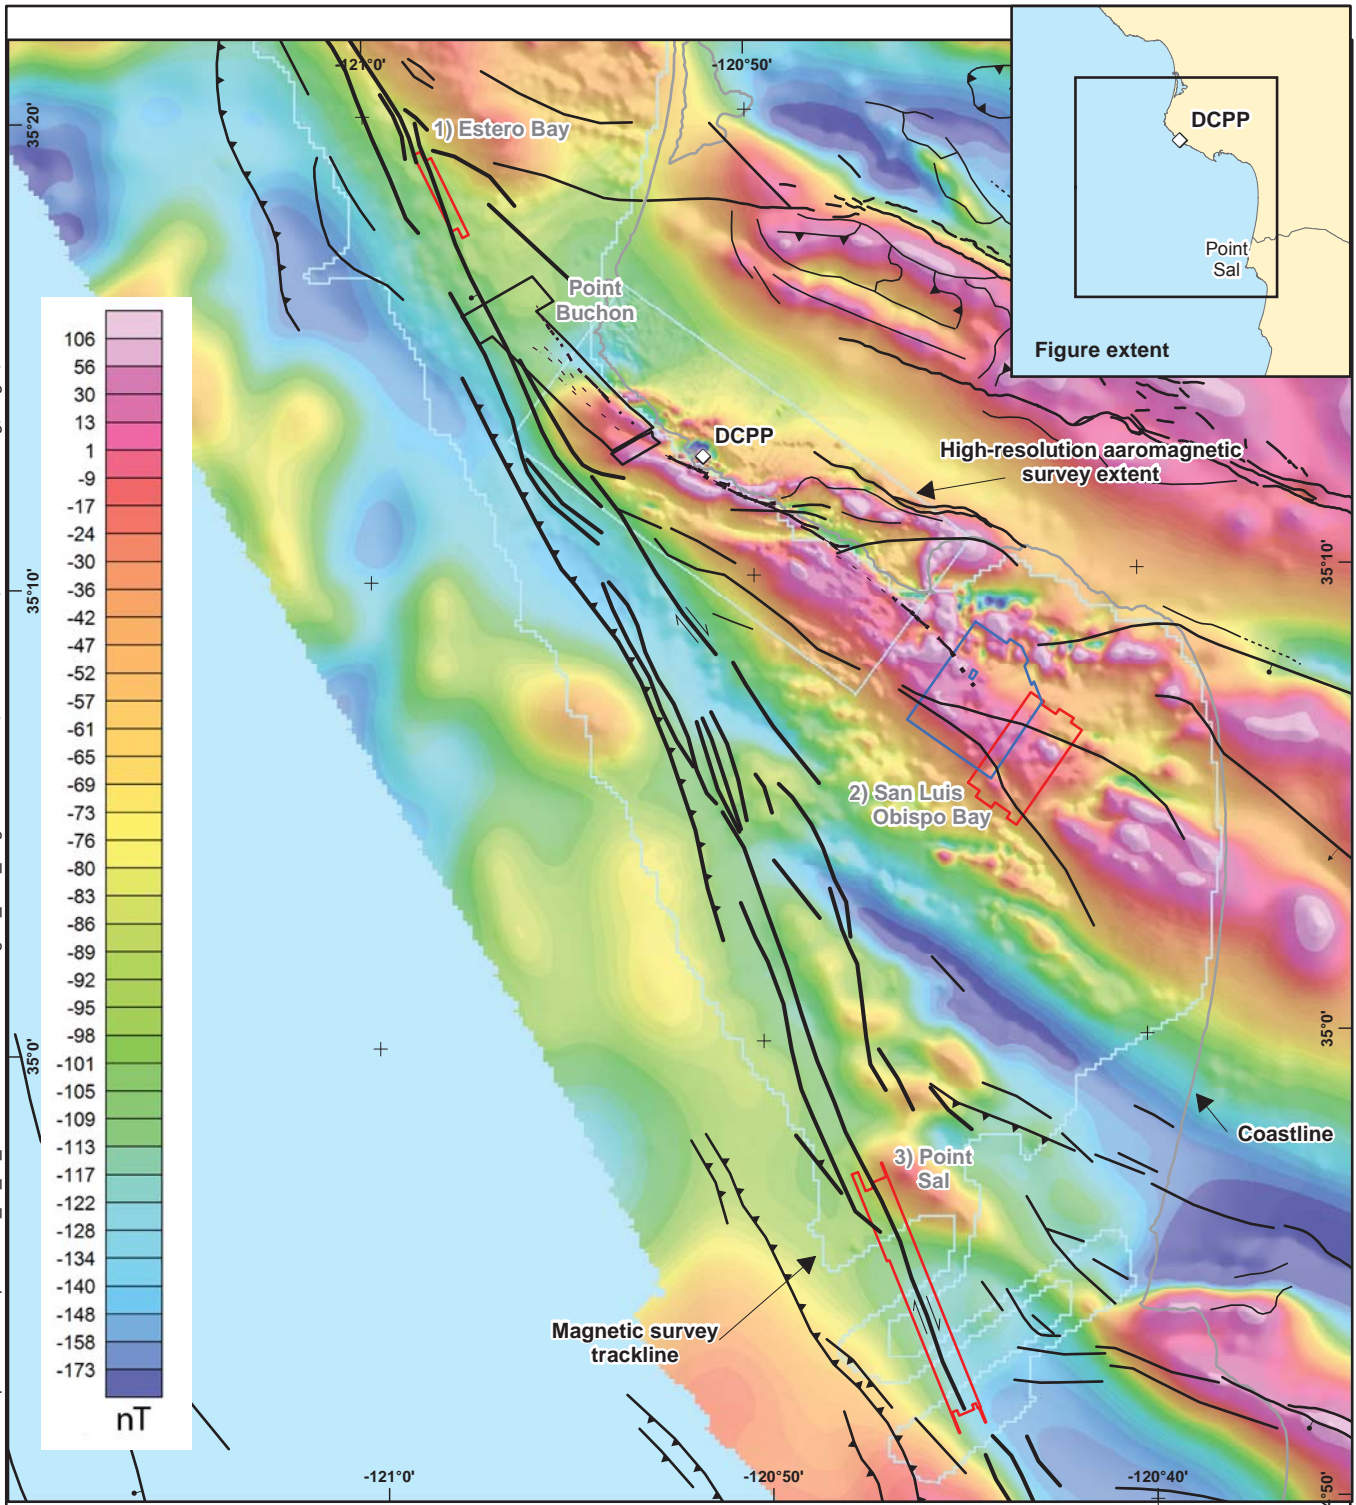 -121°0'
-120°50'
35°20'
1) Estero Bay
DCPP
Point
Sal
Figure extent
Point
Buchon
106
56
30
13
1
-9
-17
-24
-30
-36
-42
-47
-52
-57
-61
-65
-69
-73
-76
-80
-83
-86
-89
-92
-95
-98
-101
-105
-109
-113
-117
-122
-128
-134
-140
-148
-158
-173
nT
DCPP
High-resolution aaromagnetic
survey extent
35°10'
35°10'
2) San Luis
Obispo Bay
35°0'
35°0'
Coastline
3) Point
Sal
Magnetic survey
trackline
-121°0'
-120°50'
-120°40'
°50'